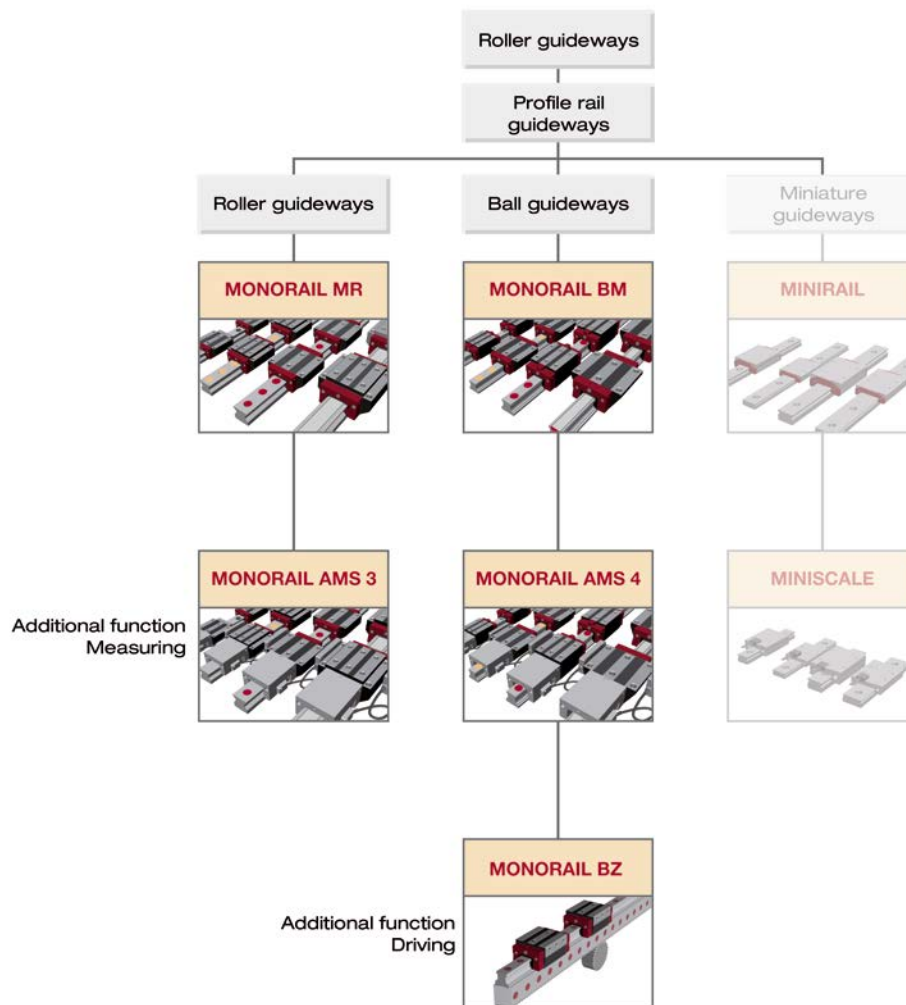 Roller guideways
Profile rail
guideways
Roller guideways
Ball guideways
Miniature
guideways
MONORAIL MR
MONORAIL BM
MINIRAIL
MONORAIL AMS 3
MONORAIL AMS 4
MINISCALE
Additional function
Measuring
MONORAIL BZ
Additional function
Driving